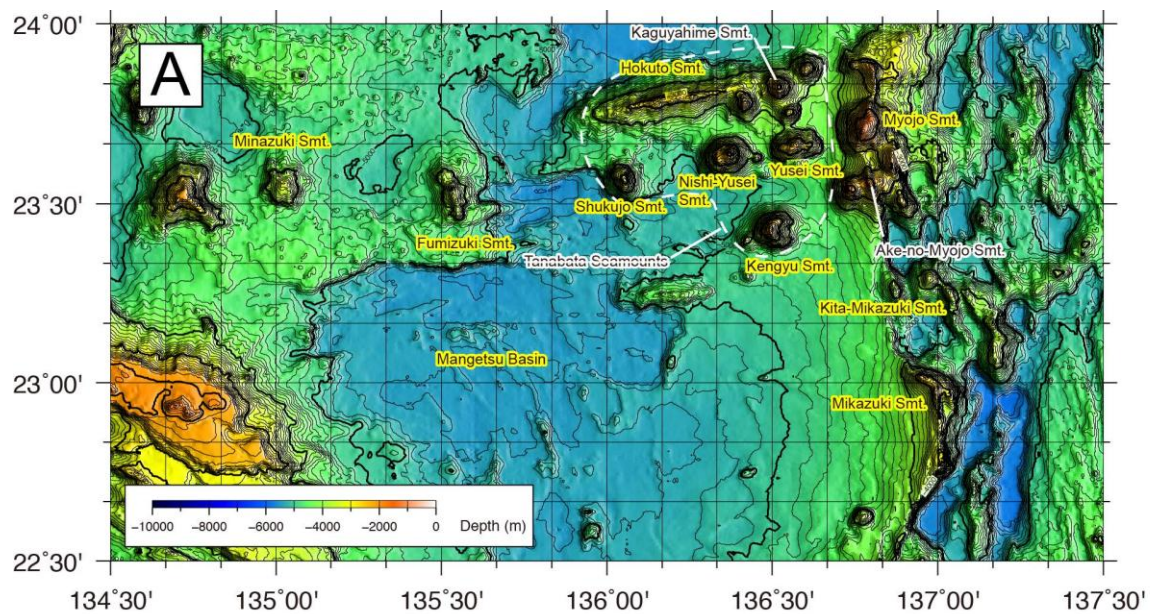 24˚00'
23˚30'
23˚00'
22˚30'
A
Kaguyahime Smt.
Hokuto Smt.
Myojo Smt.
Minazuki Smt.
Yusei Smt.
Nishi-Yusei
Smt.
Shukujo Smt.
Fumizuki Smt.
Tanabata Seamounts
Kengyu Smt.
Ake-no-Myojo Smt.
Kita-Mikazuki Smt.
Mangetsu Basin
Mikazuki Smt.
−10000 −8000 −6000 −4000 −2000 0 Depth (m)
134˚30' 135˚00' 135˚30' 136˚00' 136˚30' 137˚00' 137˚30'